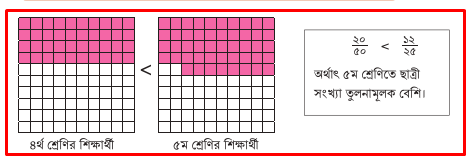 <
৪র্থ শ্রেণির শিক্ষার্থী
৫ম শ্রেণির শিক্ষার্থী
২০/৫০ < ১২/২৫
অর্থাৎ ৫ম শ্রেণিতে ছাত্রী
সংখ্যা তুলনামূলক বেশি।